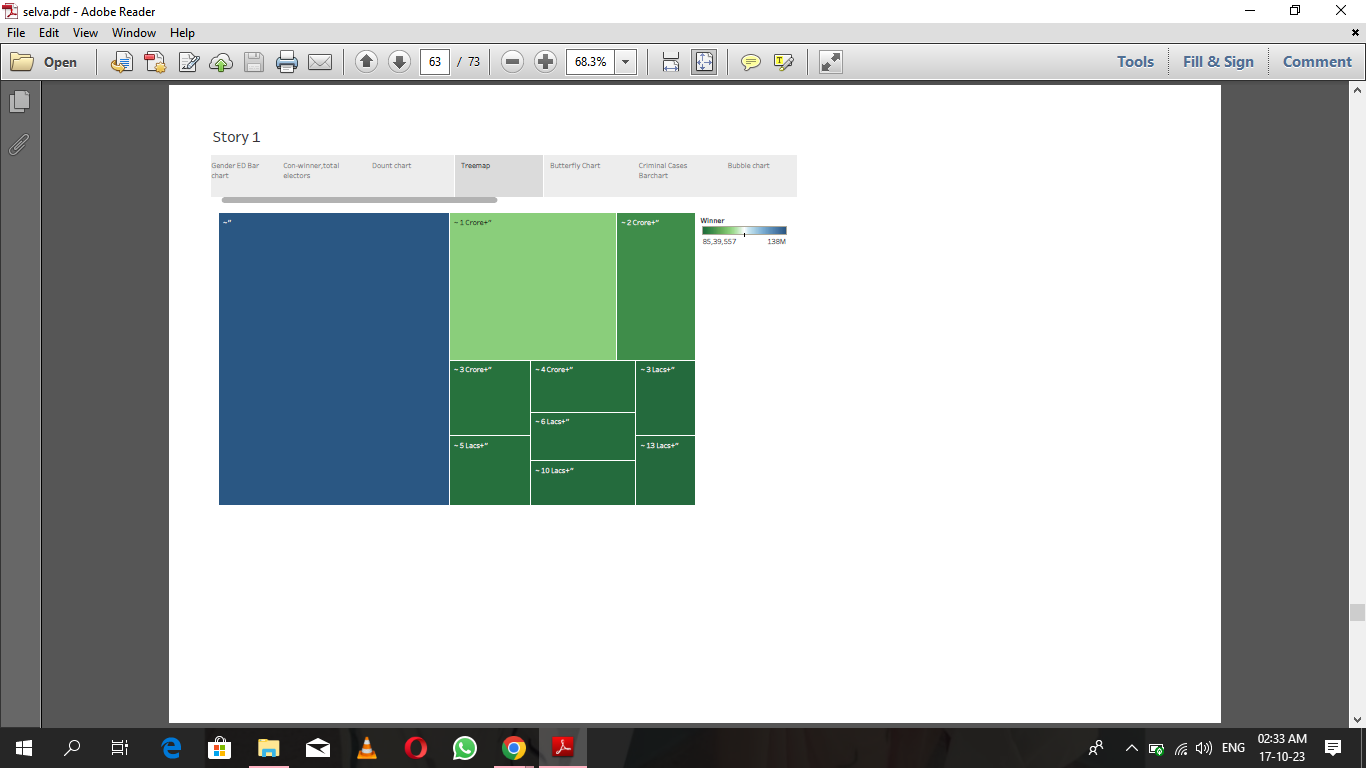 selva.pdf - Adobe Reader
File Edit View Window Help
Open 63 / 73 68.3% Tools Fill & Sign Comment
Story 1
Gender ED Bar chart
Con-winner,total electors
Dount chart
Treemap
Butterfly Chart
Criminal Cases Barchart
Bubble chart
~"
~ 1 Crore+"
~ 2 Crore+"
~ 3 Crore+"
~ 4 Crore+"
~ 3 Lacs+"
~ 6 Lacs+"
~ 5 Lacs+"
~ 13 Lacs+"
~ 10 Lacs+"
Winner
85,39,557 138M
ENG
02:33 AM
17-10-23